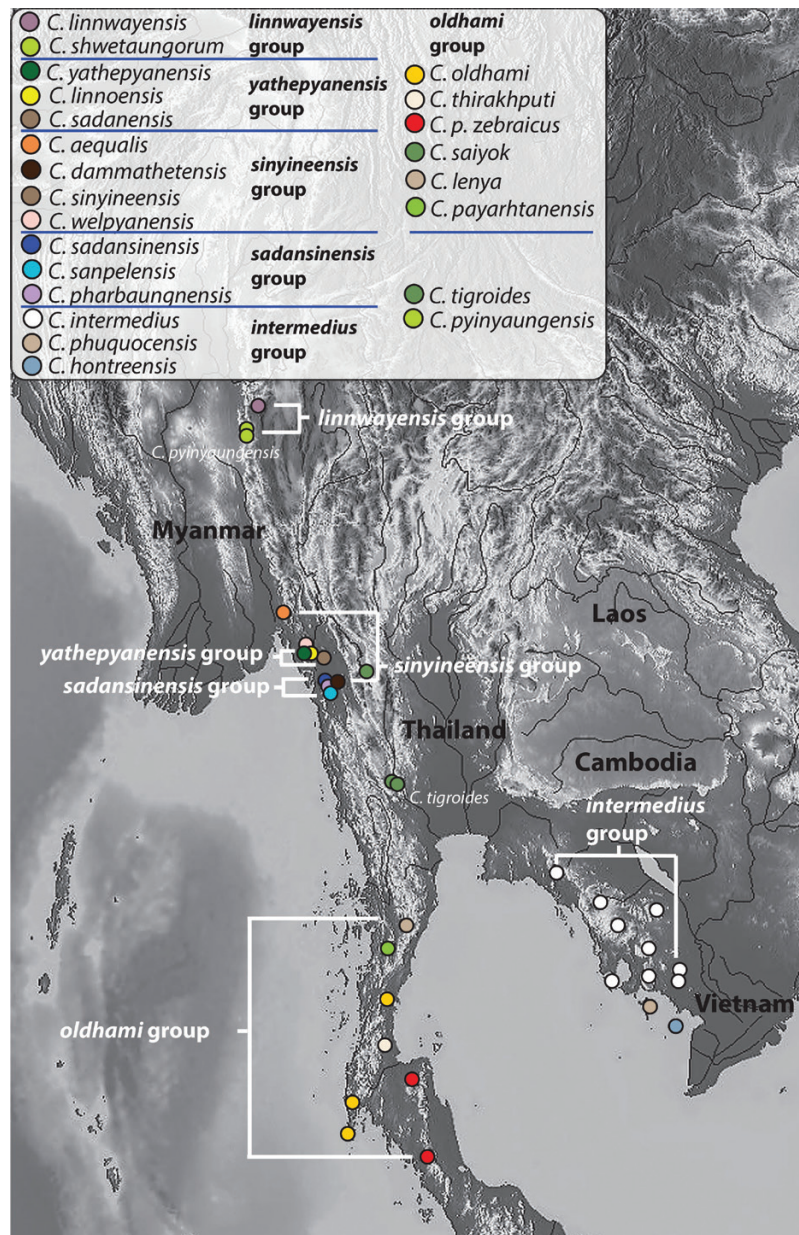 C. linnwayensis
C. shwetaungorum
linnwayensis
group
C. yathepyanensis
C. linnoensis
C. sadanensis
yathepyanensis
group
C. aequalis
C. dammathetensis
C. sinyineensis
C. welpyanensis
sinyineensis
group
C. sadansinensis
C. sanpelensis
C. pharbaungnensis
sadansinensis
group
C. intermedius
C. phuquocensis
C. hontreensis
intermedius
group
oldhami
group
C. oldhami
C. thirakhputi
C. p. zebraicus
C. saiyok
C. lenya
C. payarhtanensis
C. tigroides
C. pyinyaungensis
linnwayensis group
C. pyinyaungensis
Myanmar
Laos
yathepyanensis group
sinyineensis group
sadansinensis group
Thailand
Cambodia
C. tigroides
intermedius
group
Vietnam
oldhami group